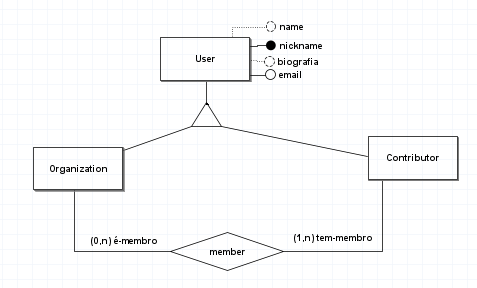 name
nickname
User
biografia
email
Organization
Contributor
(0,n) é-membro
(1,n) tem-membro
member